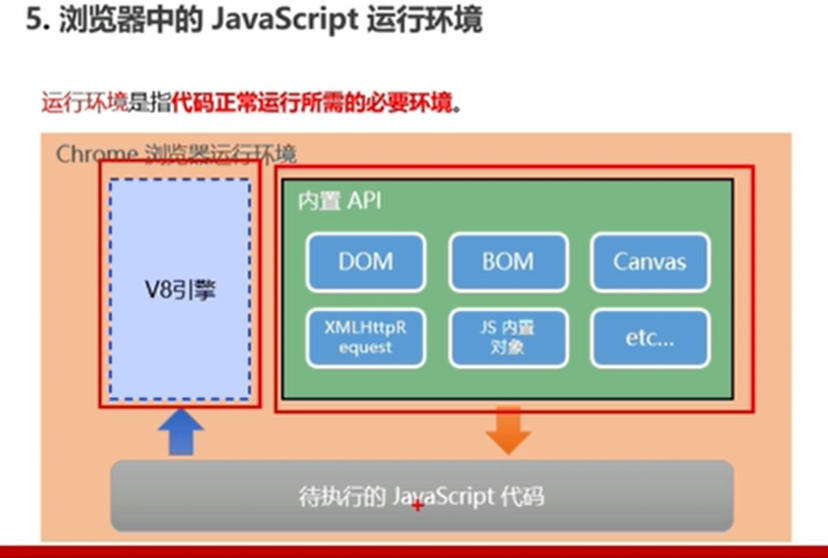 5. 浏览器中的 JavaScript 运行环境
运行环境是指代码正常运行所需的必要环境。
Chrome 浏览器运行环境
V8引擎
内置 API
DOM
BOM
Canvas
XMLHttpR
equest
JS 内置
对象
etc...
待执行的 JavaScript 代码